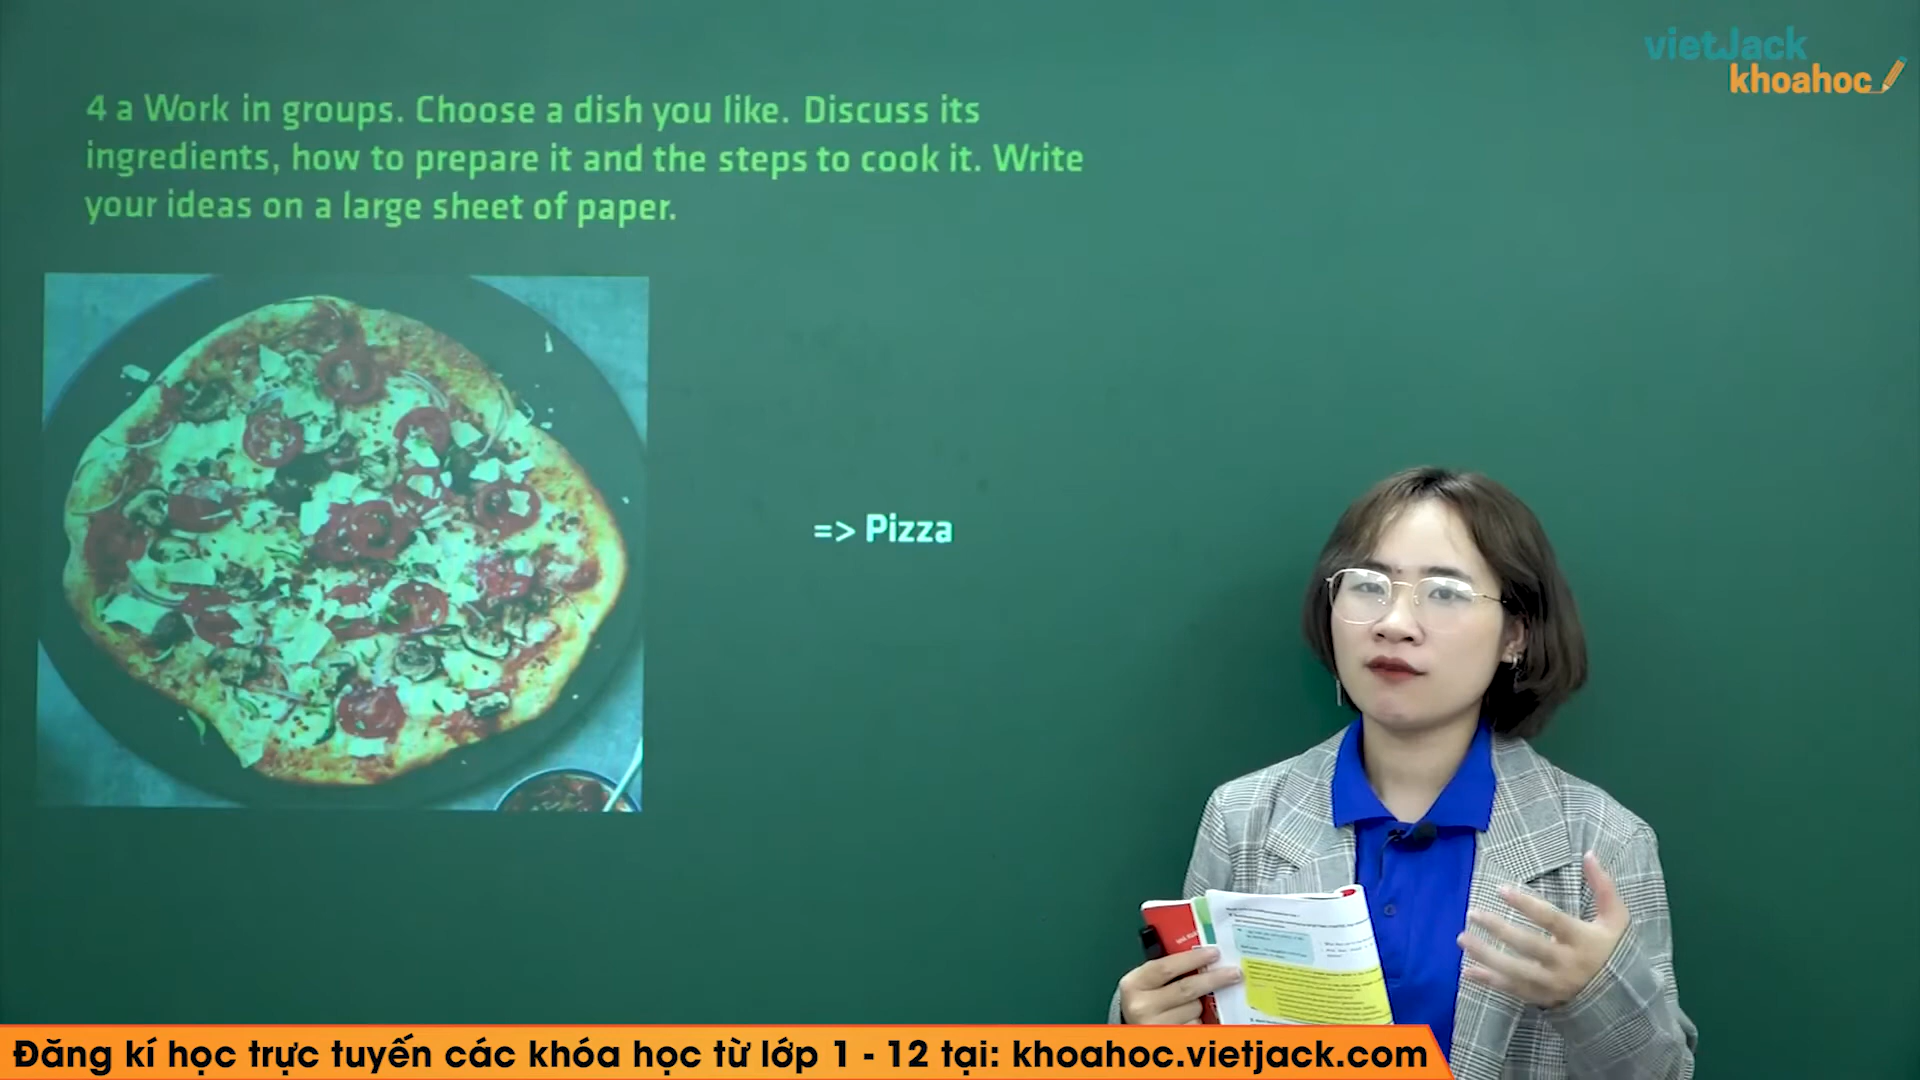 vietJack
khoahoc
4 a Work in groups. Choose a dish you like. Discuss its
ingredients, how to prepare it and the steps to cook it. Write
your ideas on a large sheet of paper.
=> Pizza
Đăng kí học trực tuyến các khóa học từ lớp 1 - 12 tại: khoahoc.vietjack.com